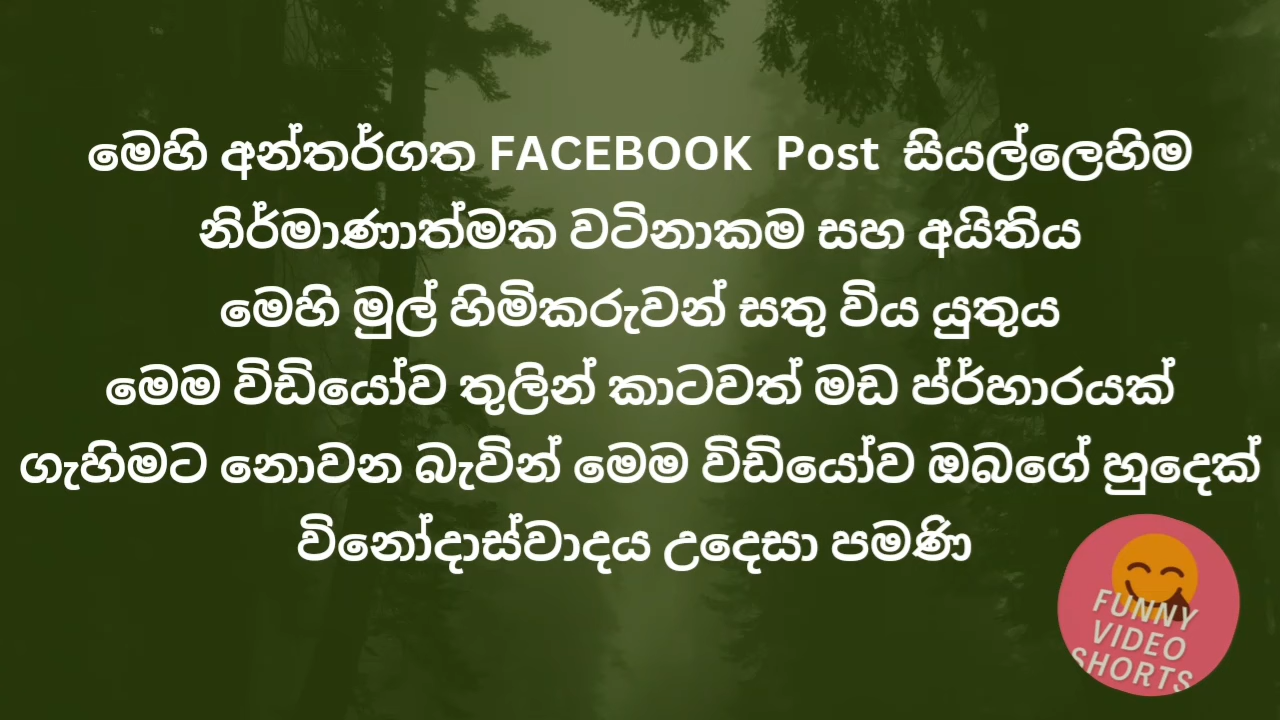 මෙහි අන්තර්ගත FACEBOOK Post සියල්ලෙහිම
නිර්මාණාත්මක වටිනාකම සහ අයිතිය
මෙහි මුල් හිමිකරුවන් සතු විය යුතුය
මෙම විඩියෝව තුලින් කාටවත් මඩ ප්ර්හාරයක්
ගැහිමට නොවන බැවින් මෙම විඩියෝව ඔබගේ හුදෙක්
විනෝදාස්වාදය උදෙසා පමණි
FUNNY
VIDEO
SHORTS